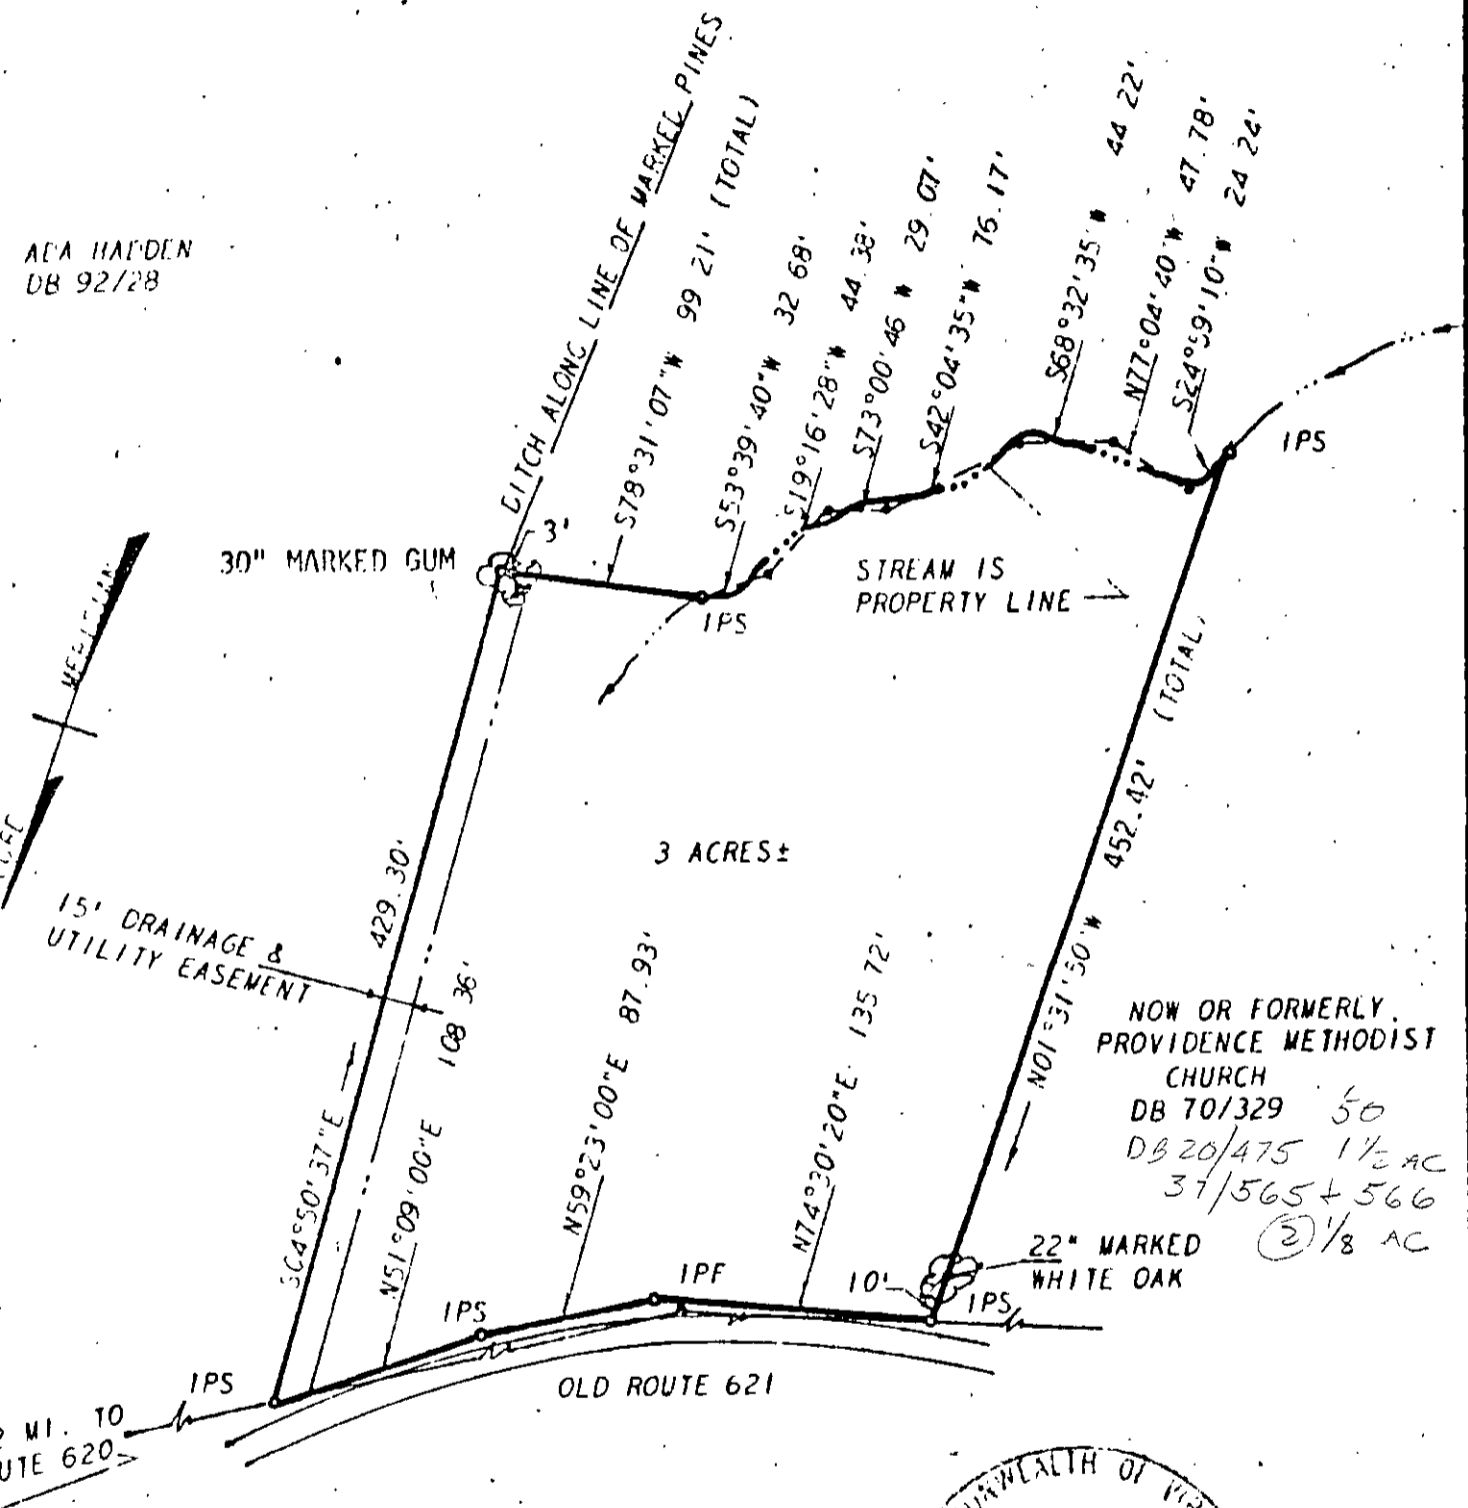 DITCH ALONG LINE OF MARKED PINES
S78°31'07"W 99 21' (TOTAL)
S53°39'40"W 32 68'
S19°16'28"W 44.38'
S73°00'46 W 29.07'
S42°04'35"W 76.17'
S68°32'35"W 44 22'
N77°04'40"W 47.78'
S24°59'10"W 24 24'
ADA HADDEN
DB 92/28
IPS
30" MARKED GUM
3'
IPS
STREAM IS
PROPERTY LINE
MERIDIAN
452.42' (TOTAL)
N01°31'50"W
3 ACRES±
429.30'
S04°50'37"E
15' DRAINAGE &
UTILITY EASEMENT
N51°09'00"E 108 36'
N59°23'00"E 87.93'
N74°30'20"E 135 72'
NOW OR FORMERLY
PROVIDENCE METHODIST
CHURCH
DB 70/329 50
DB 20/475 1 1/2 AC
37/565 + 566
2 1/8 AC
22" MARKED
WHITE OAK
10'
IPS
IPF
IPS
IPS
OLD ROUTE 621
MI. TO
UTE 620
NWEALTH OF